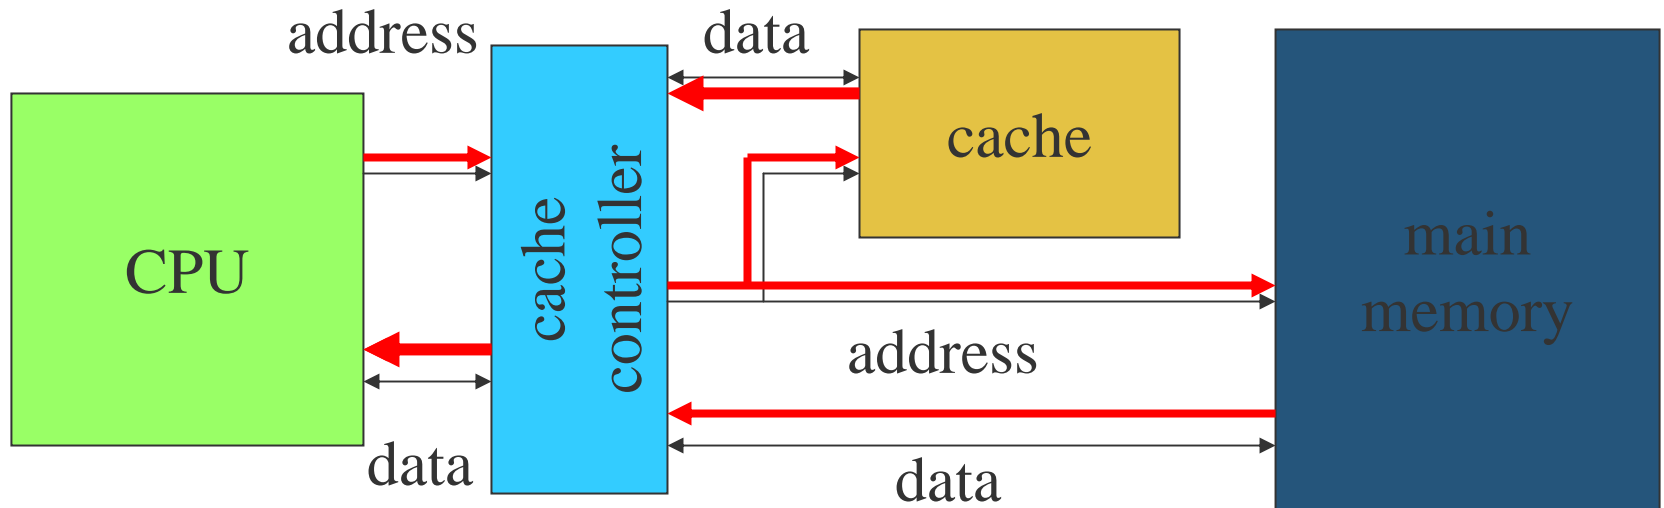 address
data
cache
CPU
cache
controller
main
memory
address
data
data